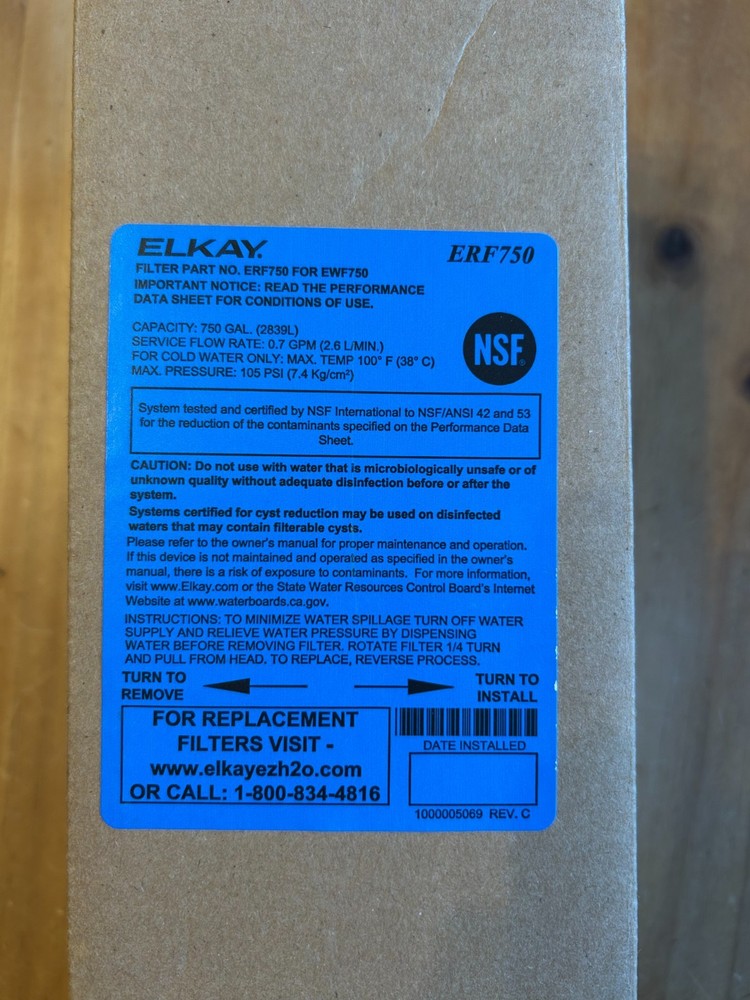 ELKAY.
ERF750
FILTER PART NO. ERF750 FOR EWF750
IMPORTANT NOTICE: READ THE PERFORMANCE
DATA SHEET FOR CONDITIONS OF USE.
CAPACITY: 750 GAL. (2839L)
SERVICE FLOW RATE: 0.7 GPM (2.6 L/MIN.)
FOR COLD WATER ONLY: MAX. TEMP 100° F (38° C)
MAX. PRESSURE: 105 PSI (7.4 Kg/cm²)
NSF®
System tested and certified by NSF International to NSF/ANSI 42 and 53
for the reduction of the contaminants specified on the Performance Data
Sheet.
CAUTION: Do not use with water that is microbiologically unsafe or of
unknown quality without adequate disinfection before or after the
system.
Systems certified for cyst reduction may be used on disinfected
waters that may contain filterable cysts.
Please refer to the owner's manual for proper maintenance and operation.
If this device is not maintained and operated as specified in the owner's
manual, there is a risk of exposure to contaminants. For more information,
visit www.Elkay.com or the State Water Resources Control Board's Internet
Website at www.waterboards.ca.gov.
INSTRUCTIONS: TO MINIMIZE WATER SPILLAGE TURN OFF WATER
SUPPLY AND RELIEVE WATER PRESSURE BY DISPENSING
WATER BEFORE REMOVING FILTER. ROTATE FILTER 1/4 TURN
AND PULL FROM HEAD. TO REPLACE, REVERSE PROCESS.
TURN TO
REMOVE
TURN TO
INSTALL
FOR REPLACEMENT
FILTERS VISIT -
www.elkayezh2o.com
OR CALL: 1-800-834-4816
DATE INSTALLED
1000005069 REV. C